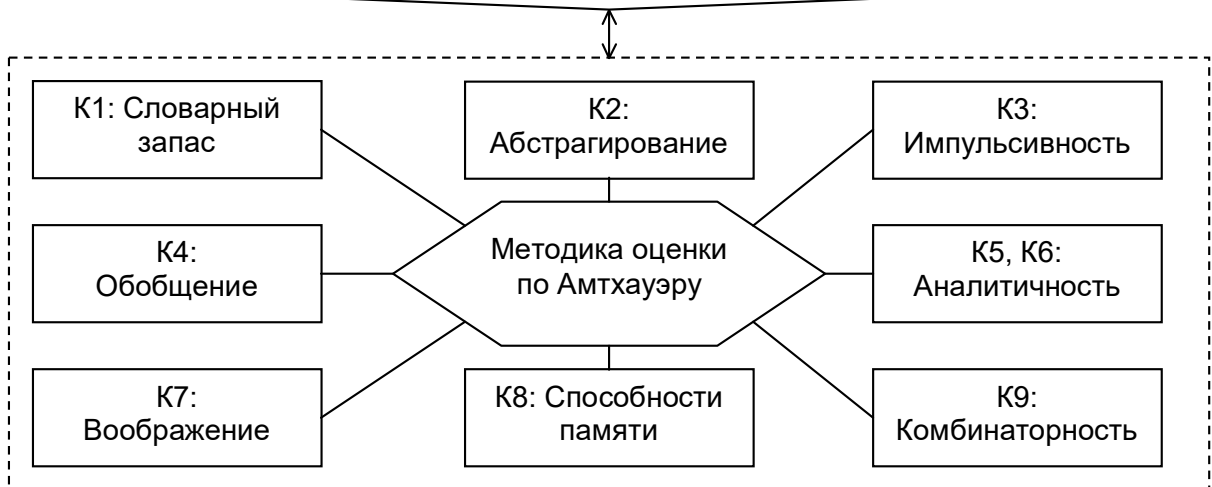 К1: Словарный
запас
К2:
Абстрагирование
К3:
Импульсивность
К4:
Обобщение
Методика оценки
по Амтхауэру
К5, К6:
Аналитичность
К7:
Воображение
К8: Способности
памяти
К9:
Комбинаторность